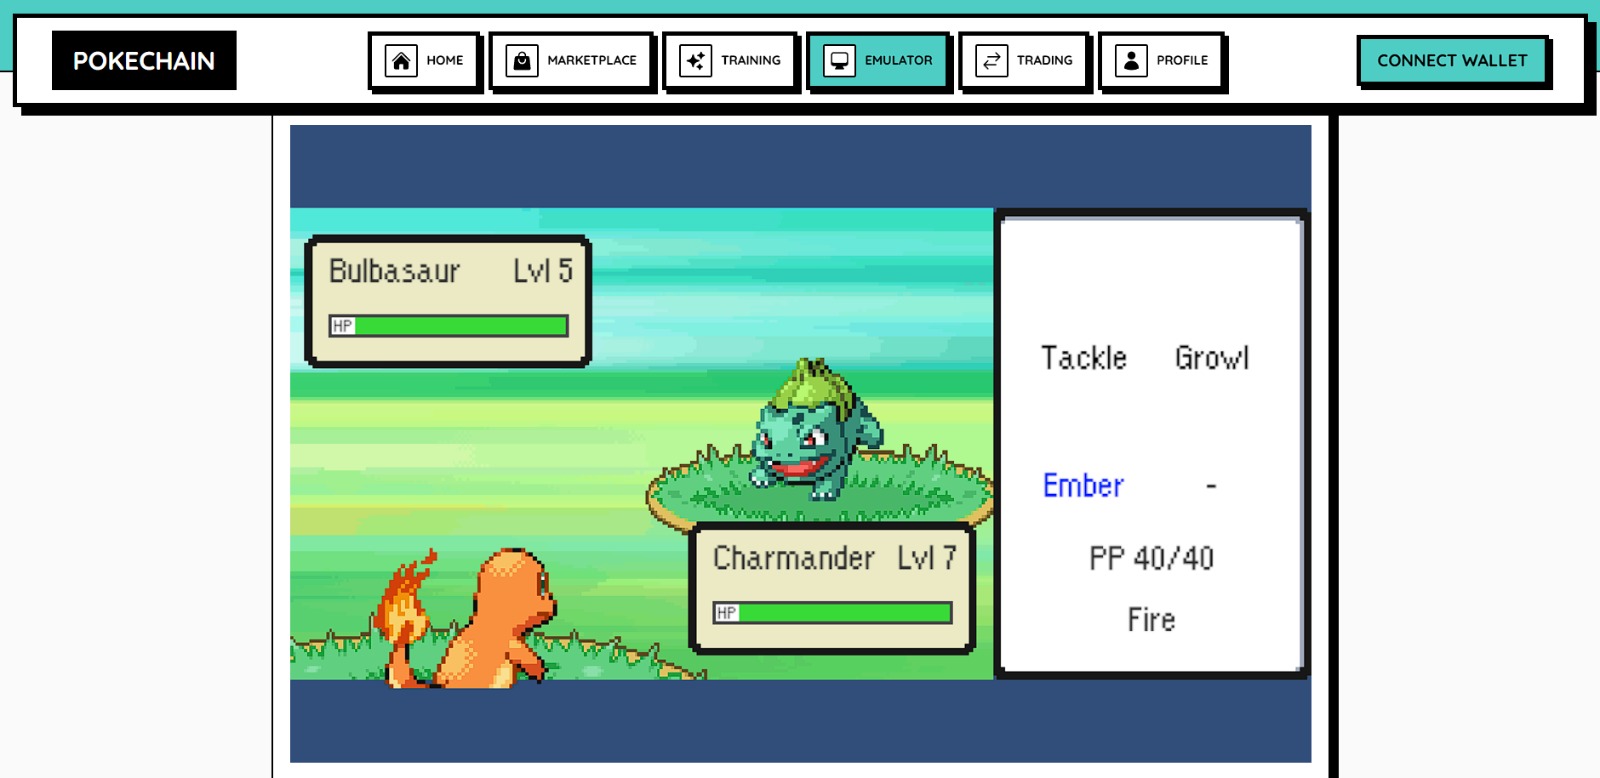 POKECHAIN
HOME
MARKETPLACE
TRAINING
EMULATOR
TRADING
PROFILE
CONNECT WALLET
Bulbasaur Lvl 5
HP
Tackle Growl
Ember -
Charmander Lvl 7
HP
PP 40/40
Fire